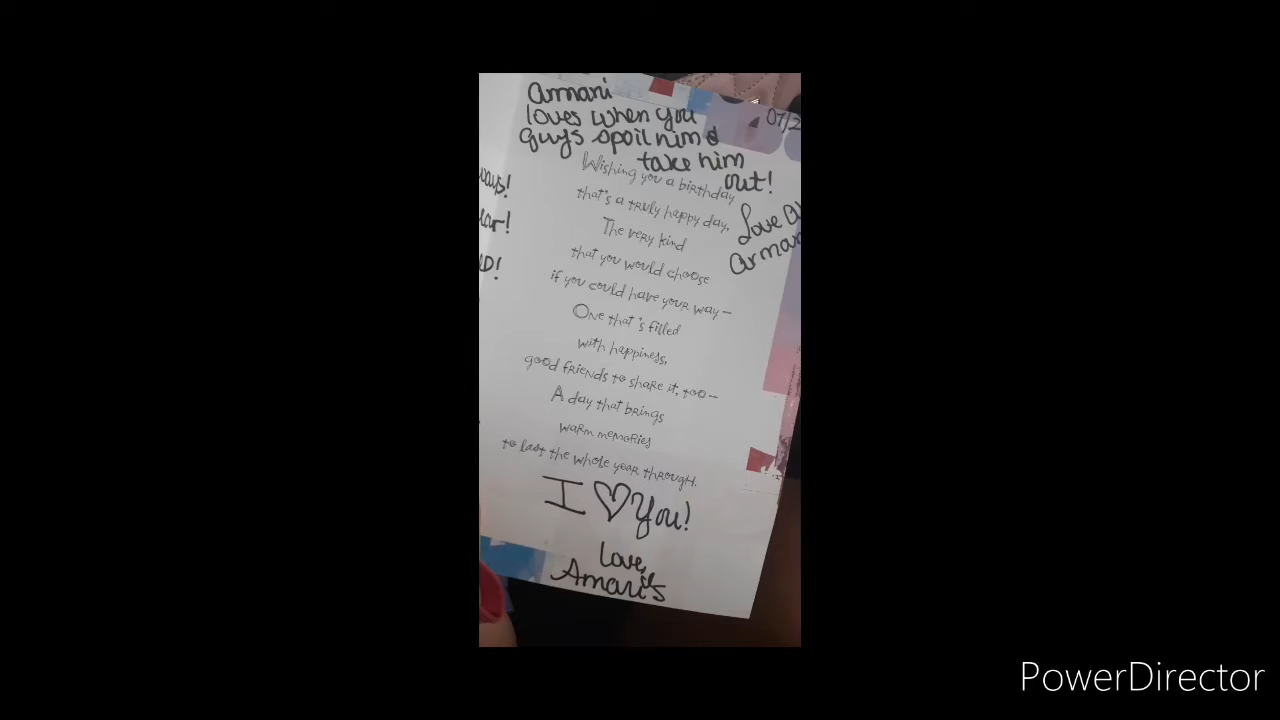 armani
loves when you
guys spoil him &
take him
out!
07/2
Wishing you a birthday
that's a truly happy day,
The very kind
that you would choose
if you could have your way—
One that's filled
with happiness,
good friends to share it, too—
A day that brings
warm memories
to last the whole year through.
Love
arman
I ♡ You!
Love,
Amari's
PowerDirector